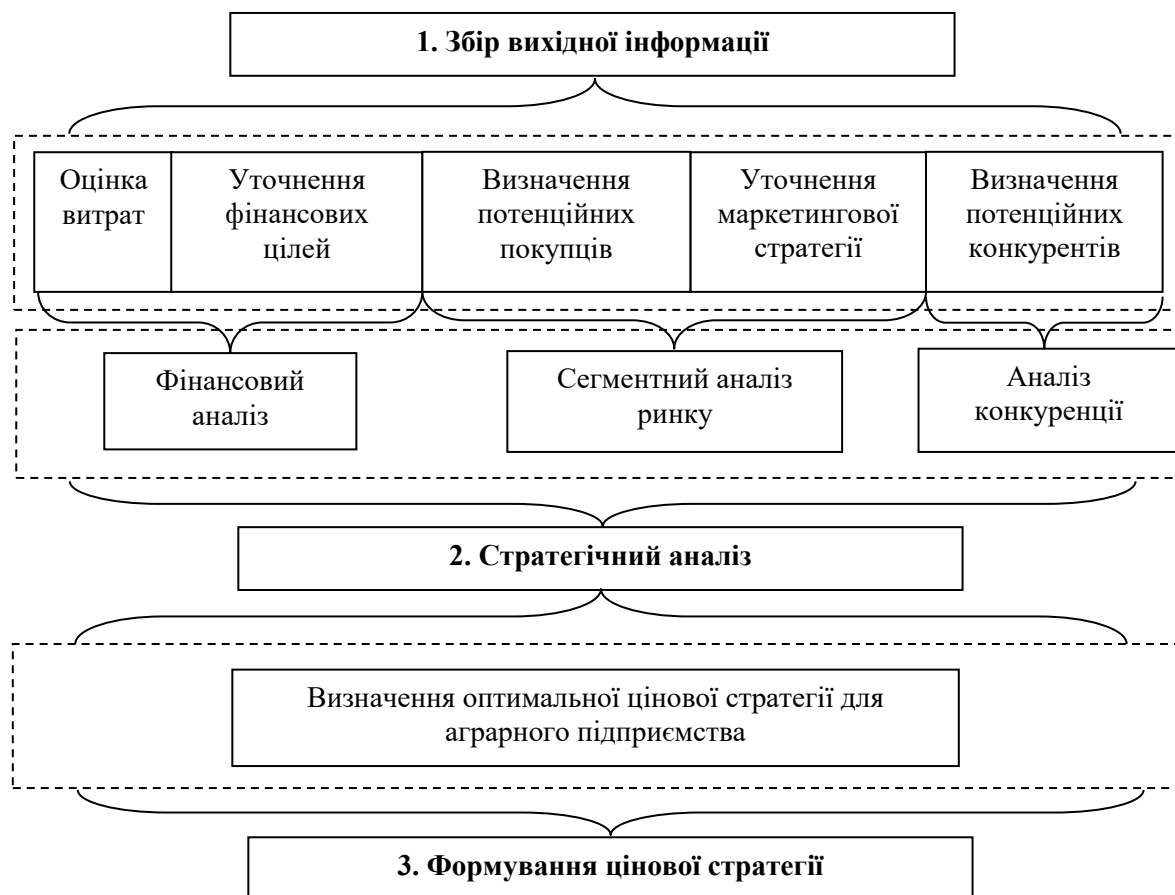 1. Збір вихідної інформації
Оцінка
витрат
Уточнення
фінансових
цілей
Визначення
потенційних
покупців
Уточнення
маркетингової
стратегії
Визначення
потенційних
конкурентів
Фінансовий
аналіз
Сегментний аналіз
ринку
Аналіз
конкуренції
2. Стратегічний аналіз
Визначення оптимальної цінової стратегії для
аграрного підприємства
3. Формування цінової стратегії